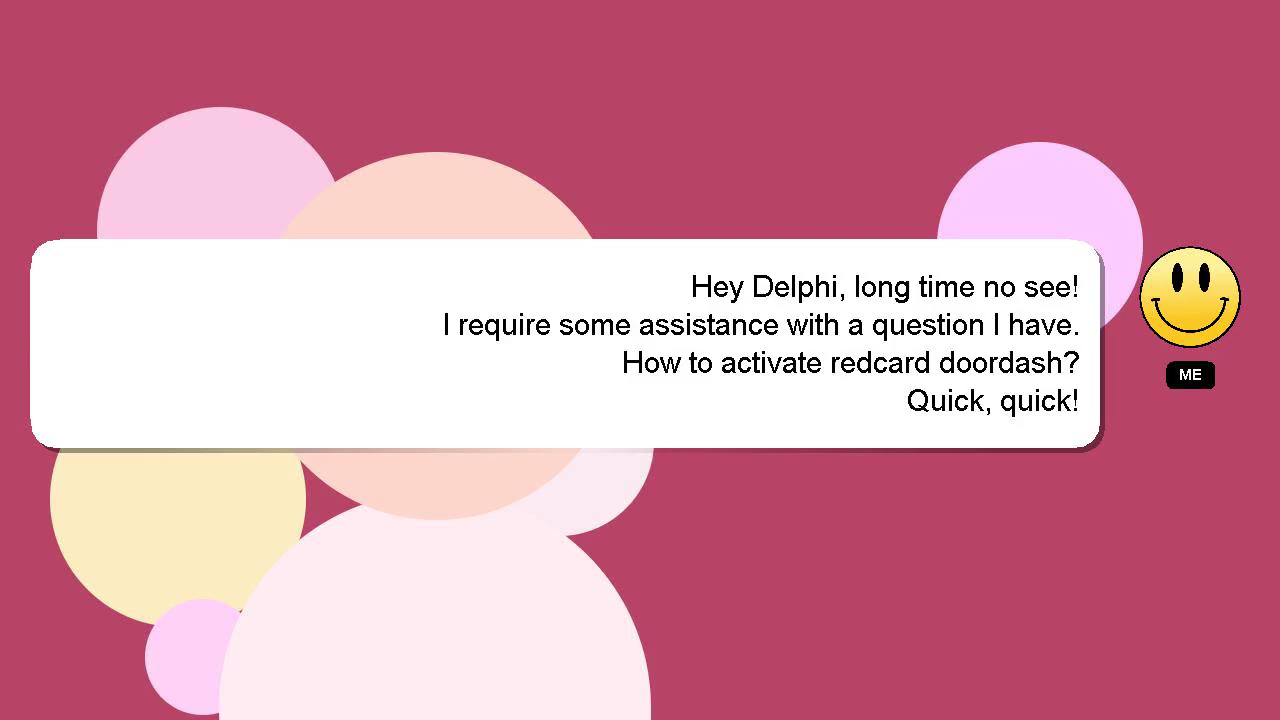 Hey Delphi, long time no see!
I require some assistance with a question I have.
How to activate redcard doordash?
Quick, quick!
ME